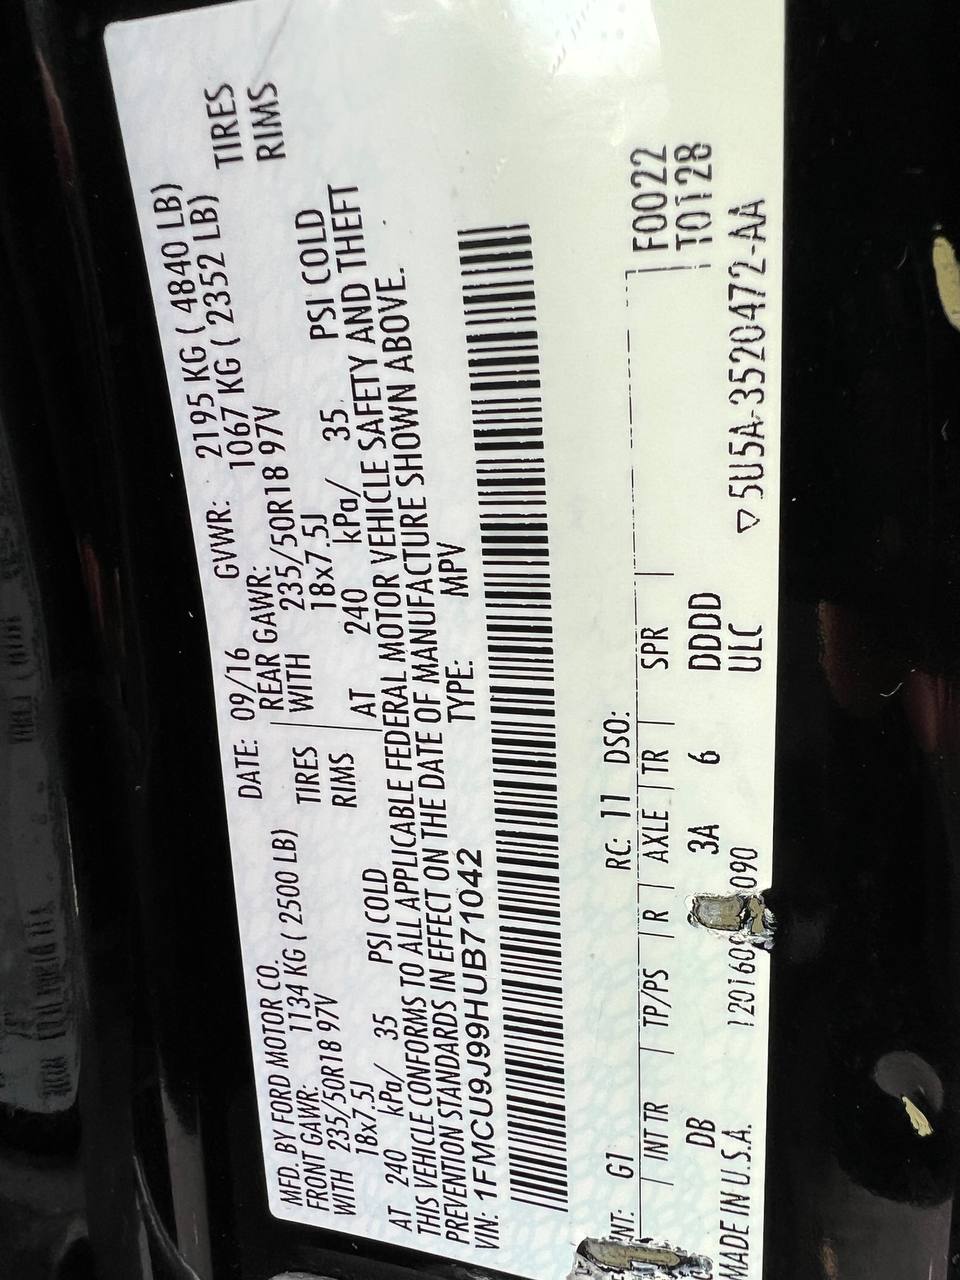 MFD. BY FORD MOTOR CO. DATE: 09/16 GVWR: 2195 KG ( 4840 LB)
FRONT GAWR: 1134 KG ( 2500 LB) REAR GAWR: 1067 KG ( 2352 LB)
WITH 235/50R18 97V TIRES WITH 235/50R18 97V TIRES
18x7.5J RIMS 18x7.5J RIMS
AT 240 kPa/ 35 PSI COLD AT 240 kPa/ 35 PSI COLD
THIS VEHICLE CONFORMS TO ALL APPLICABLE FEDERAL MOTOR VEHICLE SAFETY AND THEFT
PREVENTION STANDARDS IN EFFECT ON THE DATE OF MANUFACTURE SHOWN ABOVE.
VIN: 1FMCU9J99HUB71042 TYPE: MPV
NT: G1 RC: 11 DSO: F0022
INT TR TP/PS R AXLE TR SPR T0128
DB 3A 6 DDDD
MADE IN U.S.A. 090 ULC ▽5U5A-3520472-AA